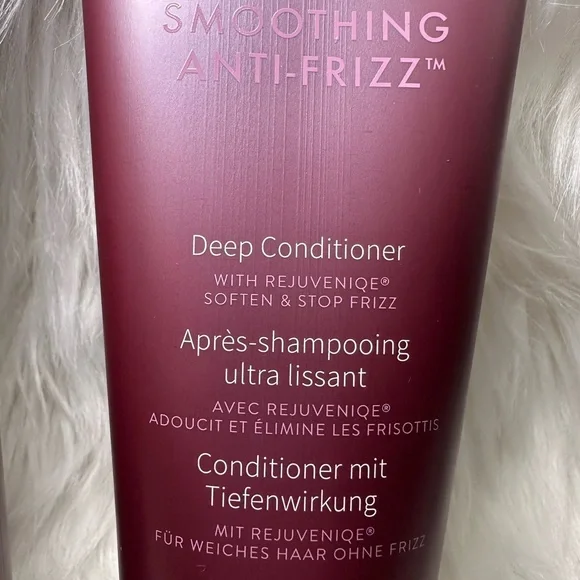 SMOOTHING
ANTI-FRIZZ™
Deep Conditioner
WITH REJUVENIQE®
SOFTEN & STOP FRIZZ
Après-shampooing
ultra lissant
AVEC REJUVENIQE®
ADOUCIT ET ÉLIMINE LES FRISOTTIS
Conditioner mit
Tiefenwirkung
MIT REJUVENIQE®
FÜR WEICHES HAAR OHNE FRIZZ